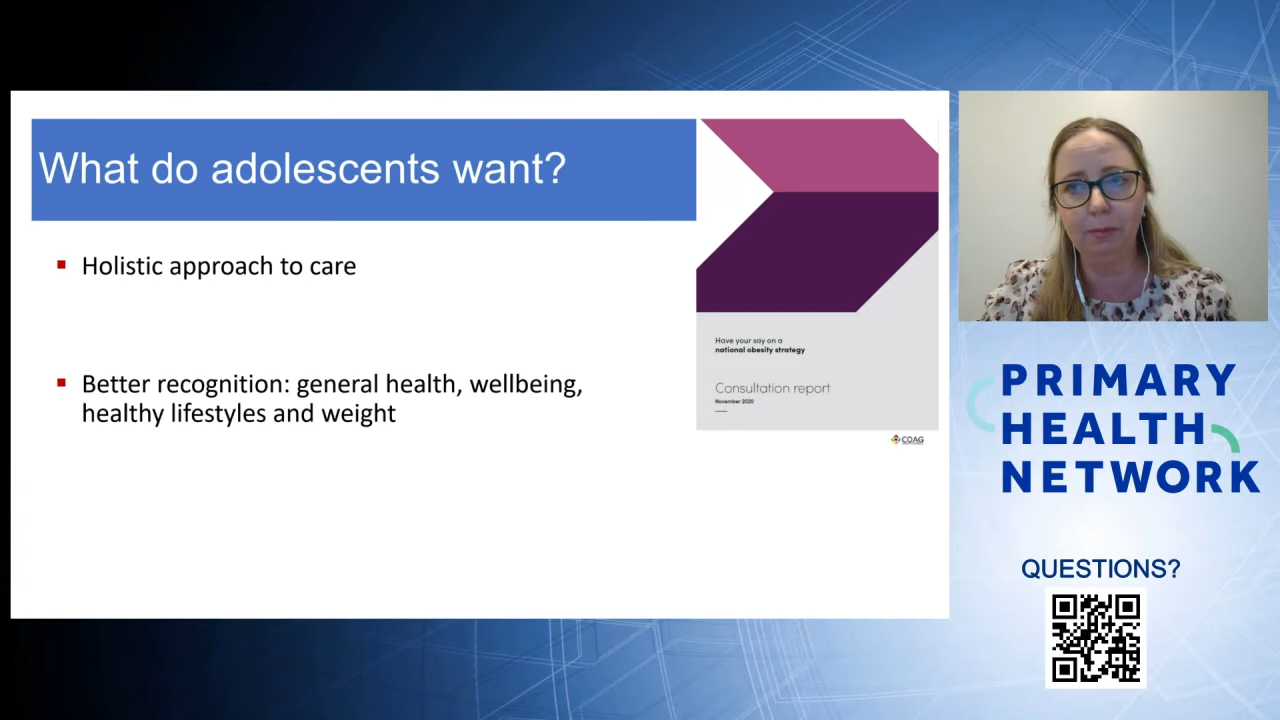 What do adolescents want?
Holistic approach to care
Better recognition: general health, wellbeing,
healthy lifestyles and weight
Have your say on a
national obesity strategy
Consultation report
November 2020
COAG
PRIMARY
HEALTH
NETWORK
QUESTIONS?